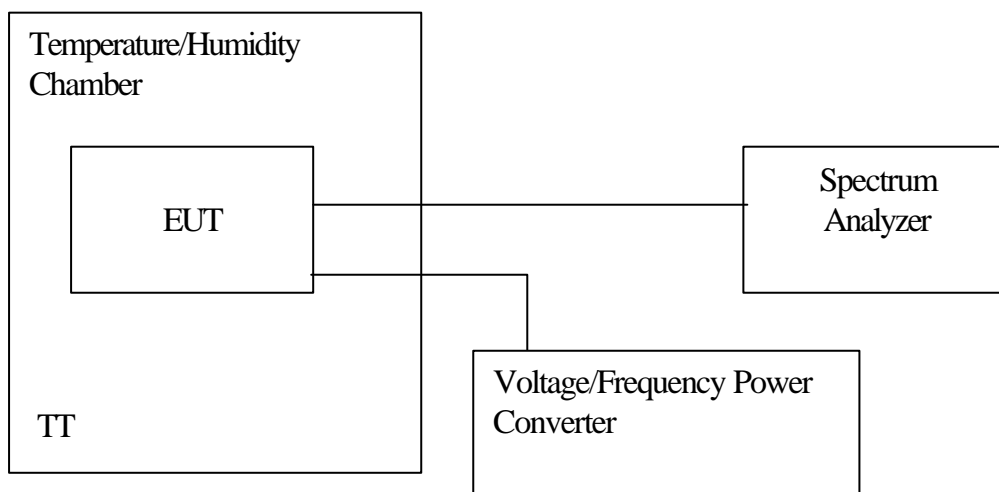 Temperature/Humidity
Chamber
EUT
Spectrum
Analyzer
Voltage/Frequency Power
Converter
TT